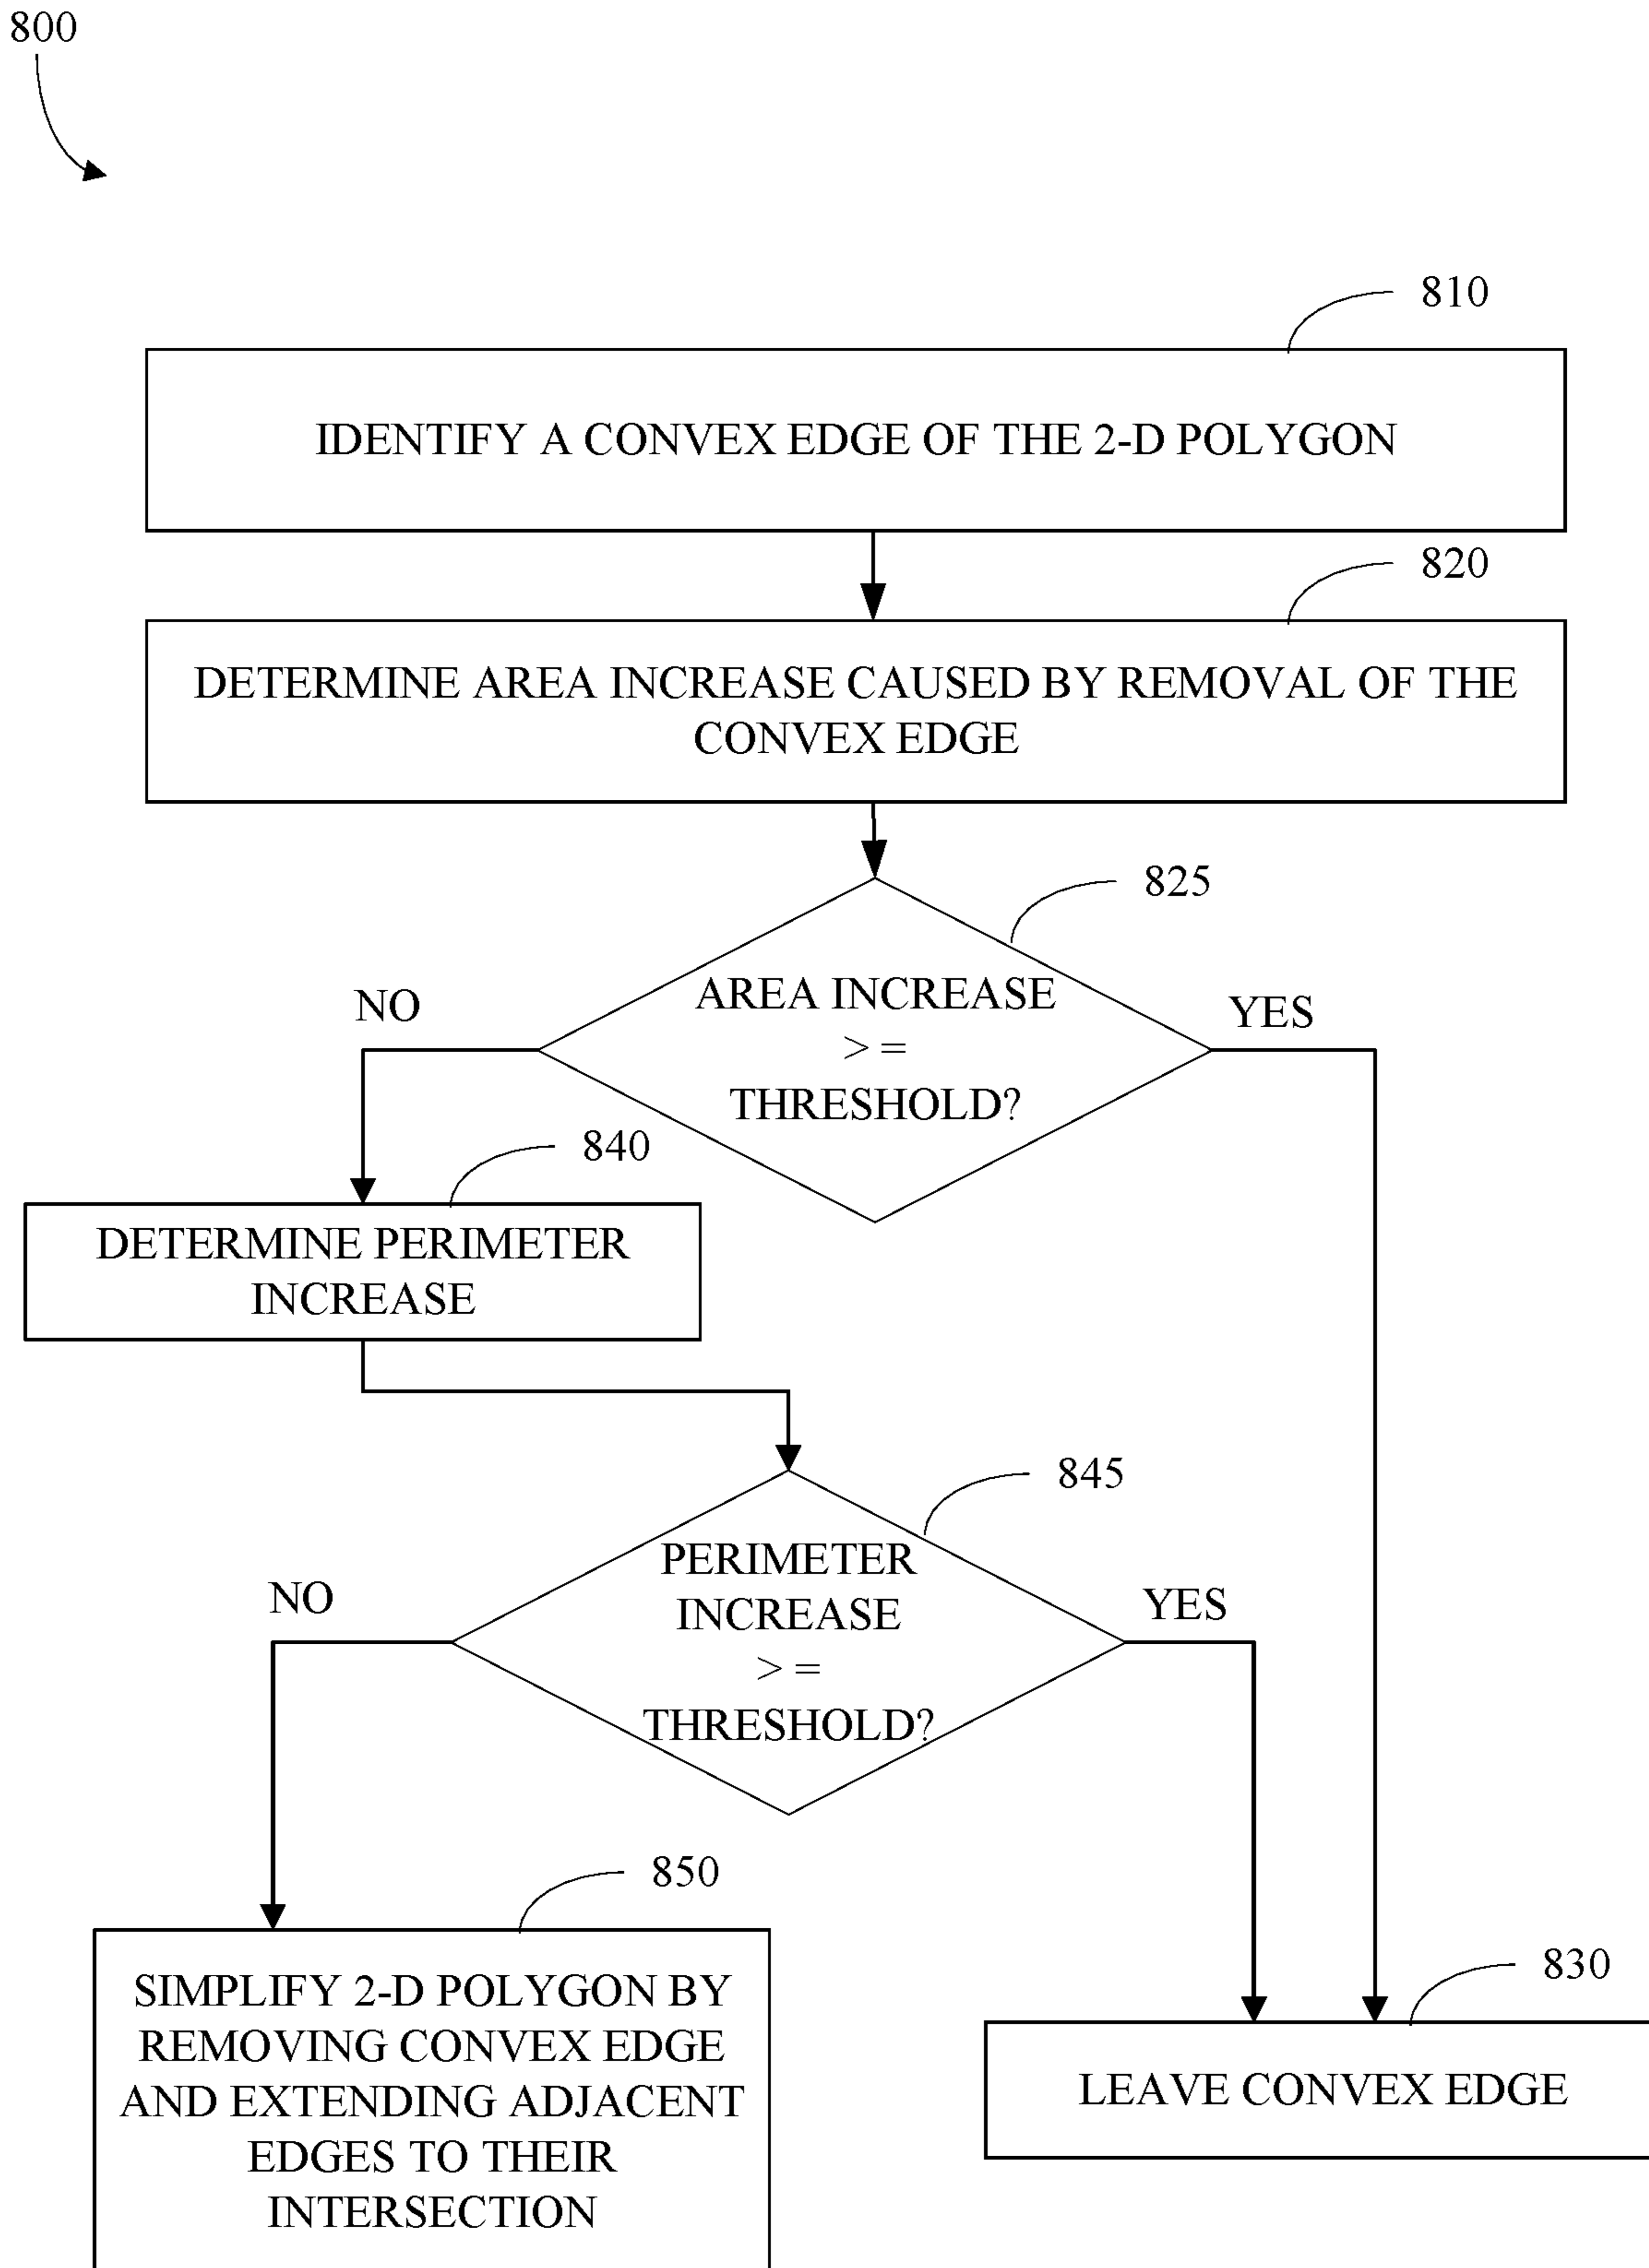 800
810
IDENTIFY A CONVEX EDGE OF THE 2-D POLYGON
820
DETERMINE AREA INCREASE CAUSED BY REMOVAL OF THE
CONVEX EDGE
825
NO
AREA INCREASE
> =
THRESHOLD?
YES
840
DETERMINE PERIMETER
INCREASE
845
NO
PERIMETER
INCREASE
> =
THRESHOLD?
YES
850
SIMPLIFY 2-D POLYGON BY
REMOVING CONVEX EDGE
AND EXTENDING ADJACENT
EDGES TO THEIR
INTERSECTION
830
LEAVE CONVEX EDGE